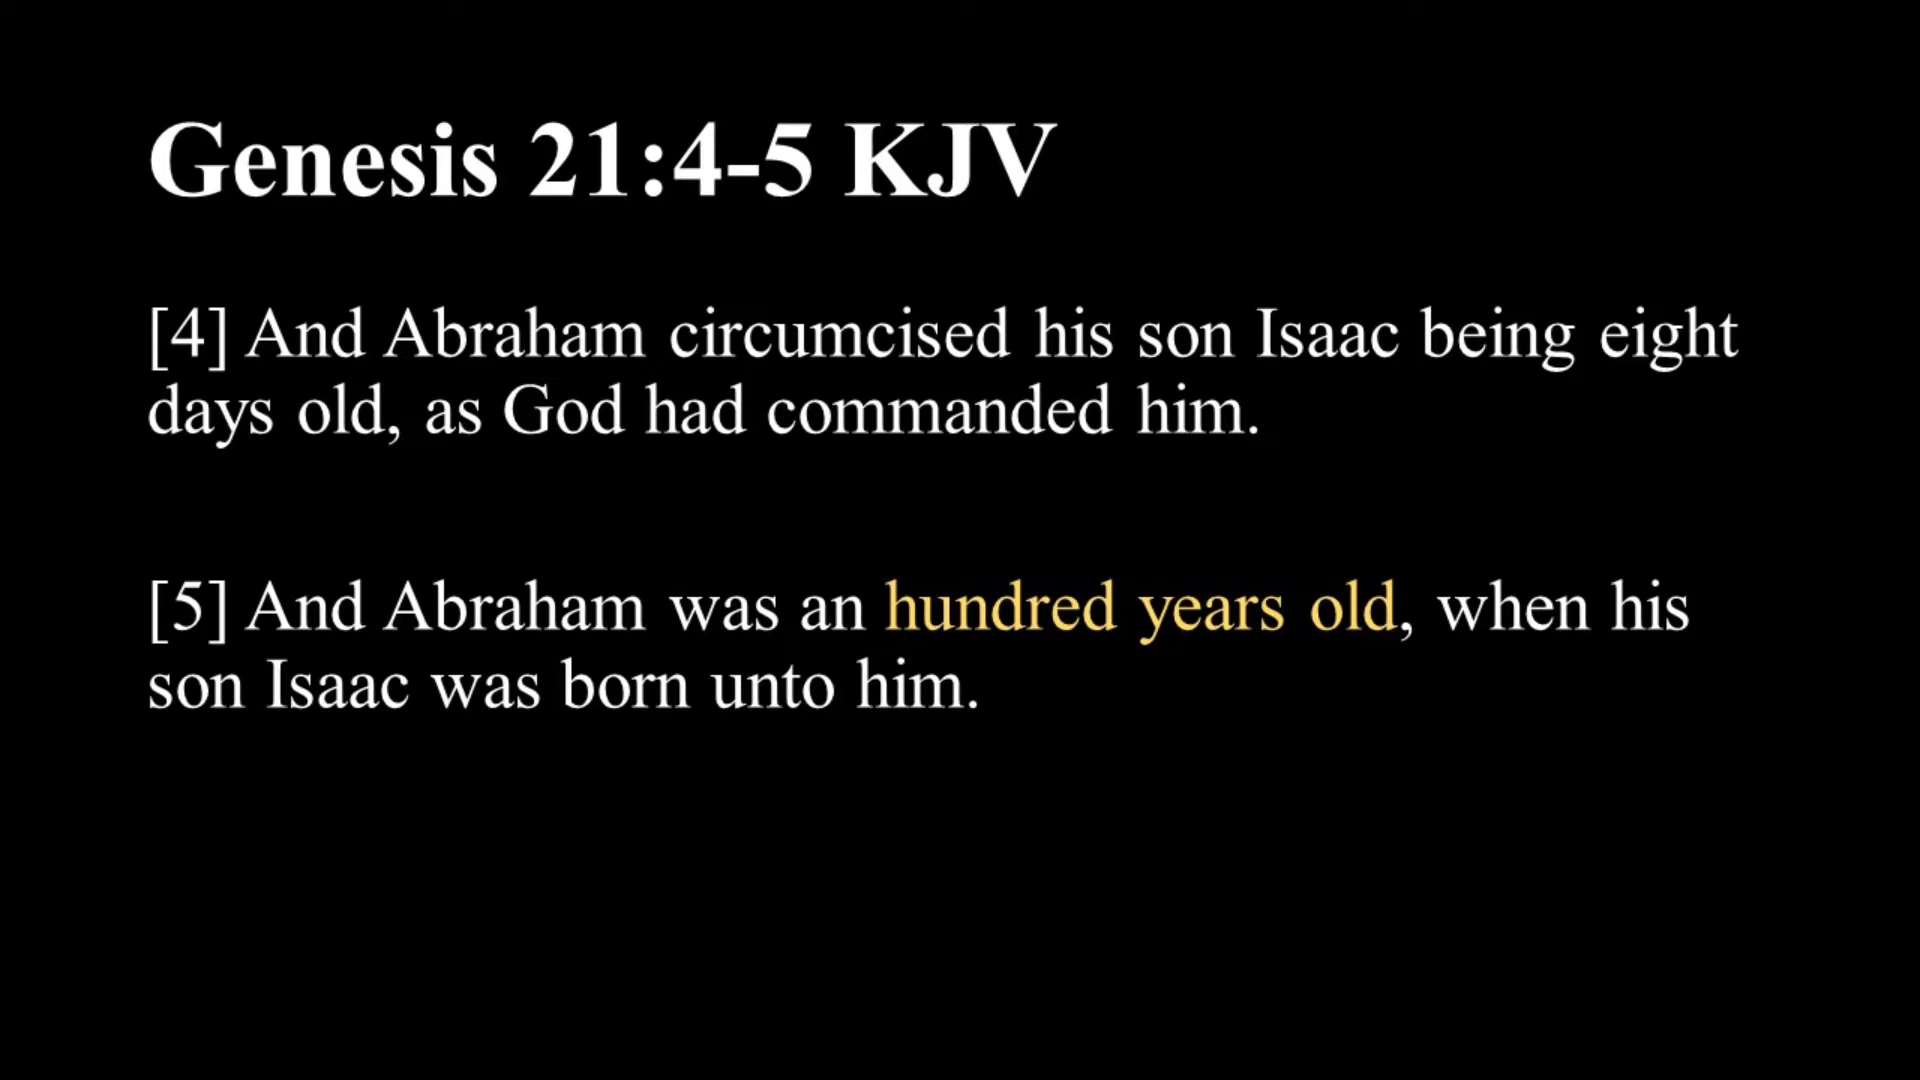 Genesis 21:4-5 KJV
[4] And Abraham circumcised his son Isaac being eight
days old, as God had commanded him.
[5] And Abraham was an hundred years old, when his
son Isaac was born unto him.